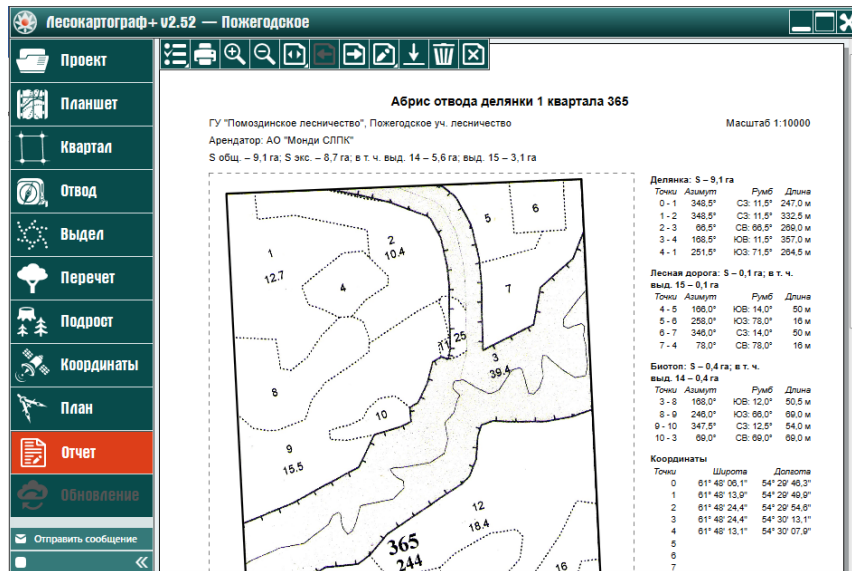 Лесокартограф+ v2.52 — Пожегодское
Проект
Планшет
Квартал
Отвод
Выдел
Перечет
Подрост
Координаты
План
Отчет
Обновление
Отправить сообщение
Абрис отвода делянки 1 квартала 365
ГУ "Помоздинское лесничество", Пожегодское уч. лесничество
Масштаб 1:10000
Арендатор: АО "Монди СЛПК"
S общ. – 9,1 га; S экс. – 8,7 га; в т. ч. выд. 14 – 5,6 га; выд. 15 – 3,1 га
1
12.7
2
10.4
4
5
6
7
11
25
3
39.4
8
10
9
15.5
12
18.4
365
244
16
Делянка: S – 9,1 га
Точки Азимут Румб Длина
0 - 1 348,5° СЗ: 11,5° 247,0 м
1 - 2 348,5° СЗ: 11,5° 332,5 м
2 - 3 66,5° СВ: 66,5° 269,0 м
3 - 4 168,5° ЮВ: 11,5° 357,0 м
4 - 1 251,5° ЮЗ: 71,5° 264,5 м
Лесная дорога: S – 0,1 га; в т. ч.
выд. 15 – 0,1 га
Точки Азимут Румб Длина
4 - 5 166,0° ЮВ: 14,0° 50 м
5 - 6 258,0° ЮЗ: 78,0° 16 м
6 - 7 346,0° СЗ: 14,0° 50 м
7 - 4 78,0° СВ: 78,0° 16 м
Биотоп: S – 0,4 га; в т. ч.
выд. 14 – 0,4 га
Точки Азимут Румб Длина
3 - 8 168,0° ЮВ: 12,0° 50,5 м
8 - 9 246,0° ЮЗ: 66,0° 69,0 м
9 - 10 347,5° СЗ: 12,5° 54,0 м
10 - 3 69,0° СВ: 69,0° 69,0 м
Координаты
Точки Широта Долгота
0 61° 48' 06,1" 54° 29' 46,3"
1 61° 48' 13,9" 54° 29' 49,9"
2 61° 48' 24,4" 54° 29' 54,6"
3 61° 48' 24,4" 54° 30' 13,1"
4 61° 48' 13,1" 54° 30' 07,9"
5
6
7